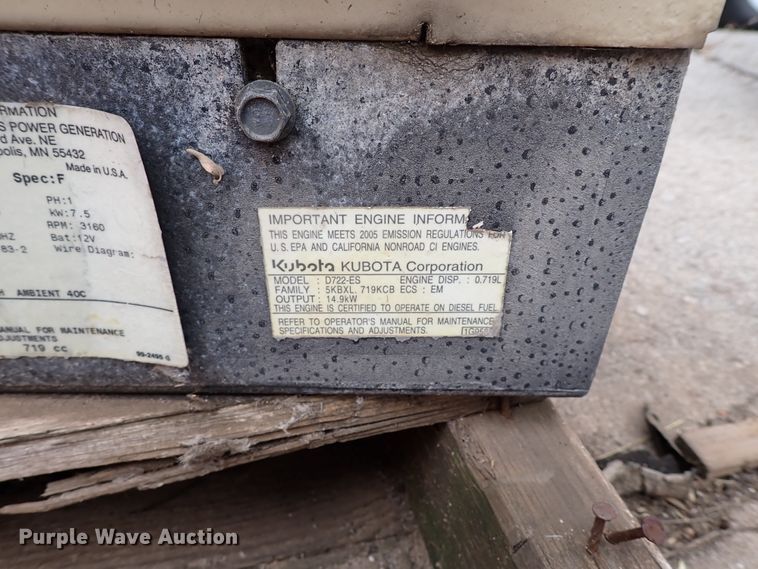 RMATION
S POWER GENERATION
d Ave. NE
polis, MN 55432
Made in U.S.A.
Spec:F
PH:1
KW:7.5
RPM: 3160
HZ
Bat:12V
83-2
Wire Diagram:
AMBIENT 40C
ANUAL FOR MAINTENANCE
DJUSTMENTS
719 cc
99-2495 G
IMPORTANT ENGINE INFORM
THIS ENGINE MEETS 2005 EMISSION REGULATIONS FOR
U.S. EPA AND CALIFORNIA NONROAD CI ENGINES.
Kubota KUBOTA Corporation
MODEL : D722-ES ENGINE DISP. : 0.719L
FAMILY : 5KBXL.719KCB ECS : EM
OUTPUT : 14.9kW
THIS ENGINE IS CERTIFIED TO OPERATE ON DIESEL FUEL
REFER TO OPERATOR'S MANUAL FOR MAINTENANCE
SPECIFICATIONS AND ADJUSTMENTS.
Purple Wave Auction